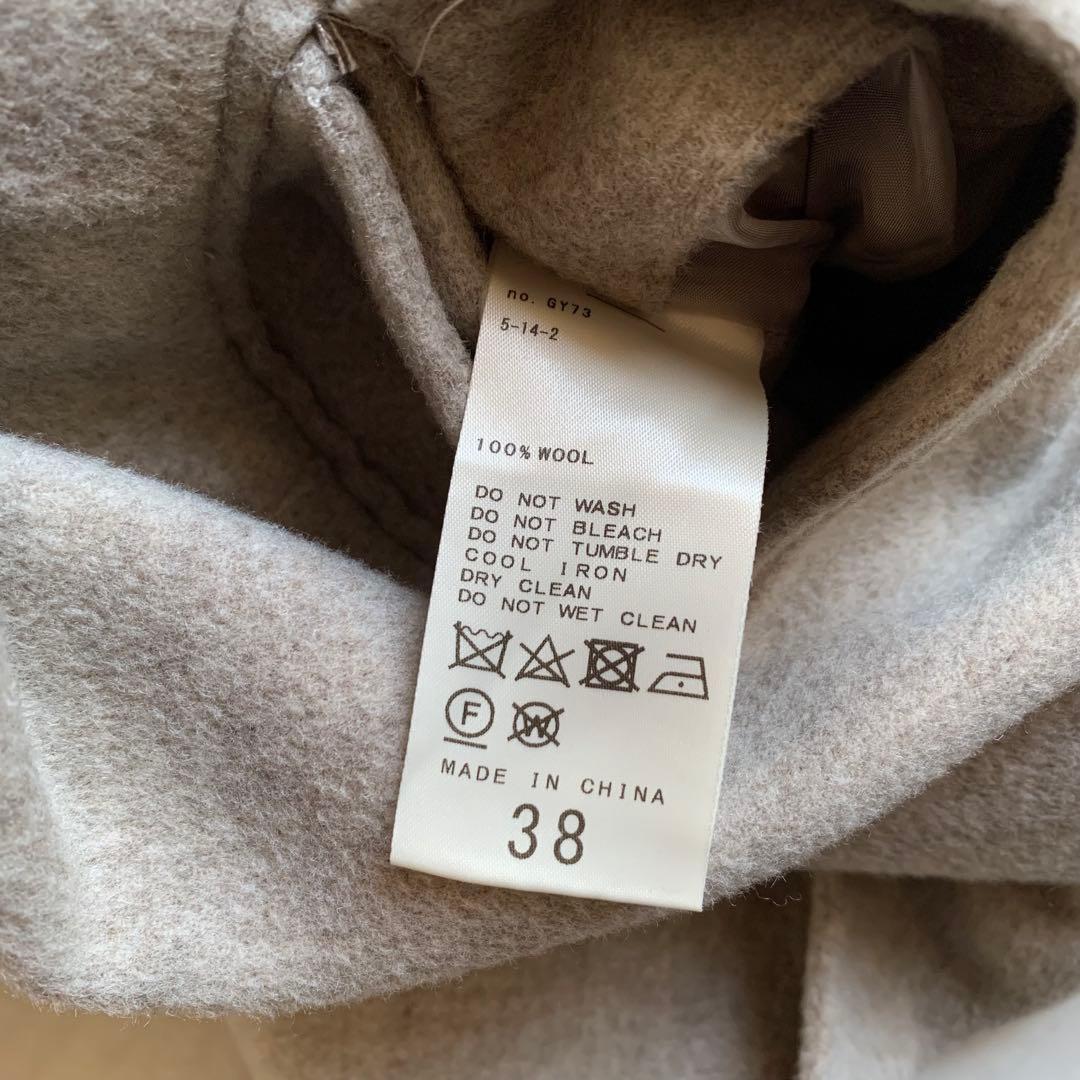 no. GY73
5-14-2
100% WOOL
DO NOT WASH
DO NOT BLEACH
DO NOT TUMBLE DRY
COOL IRON
DRY CLEAN
DO NOT WET CLEAN
F W
MADE IN CHINA
38